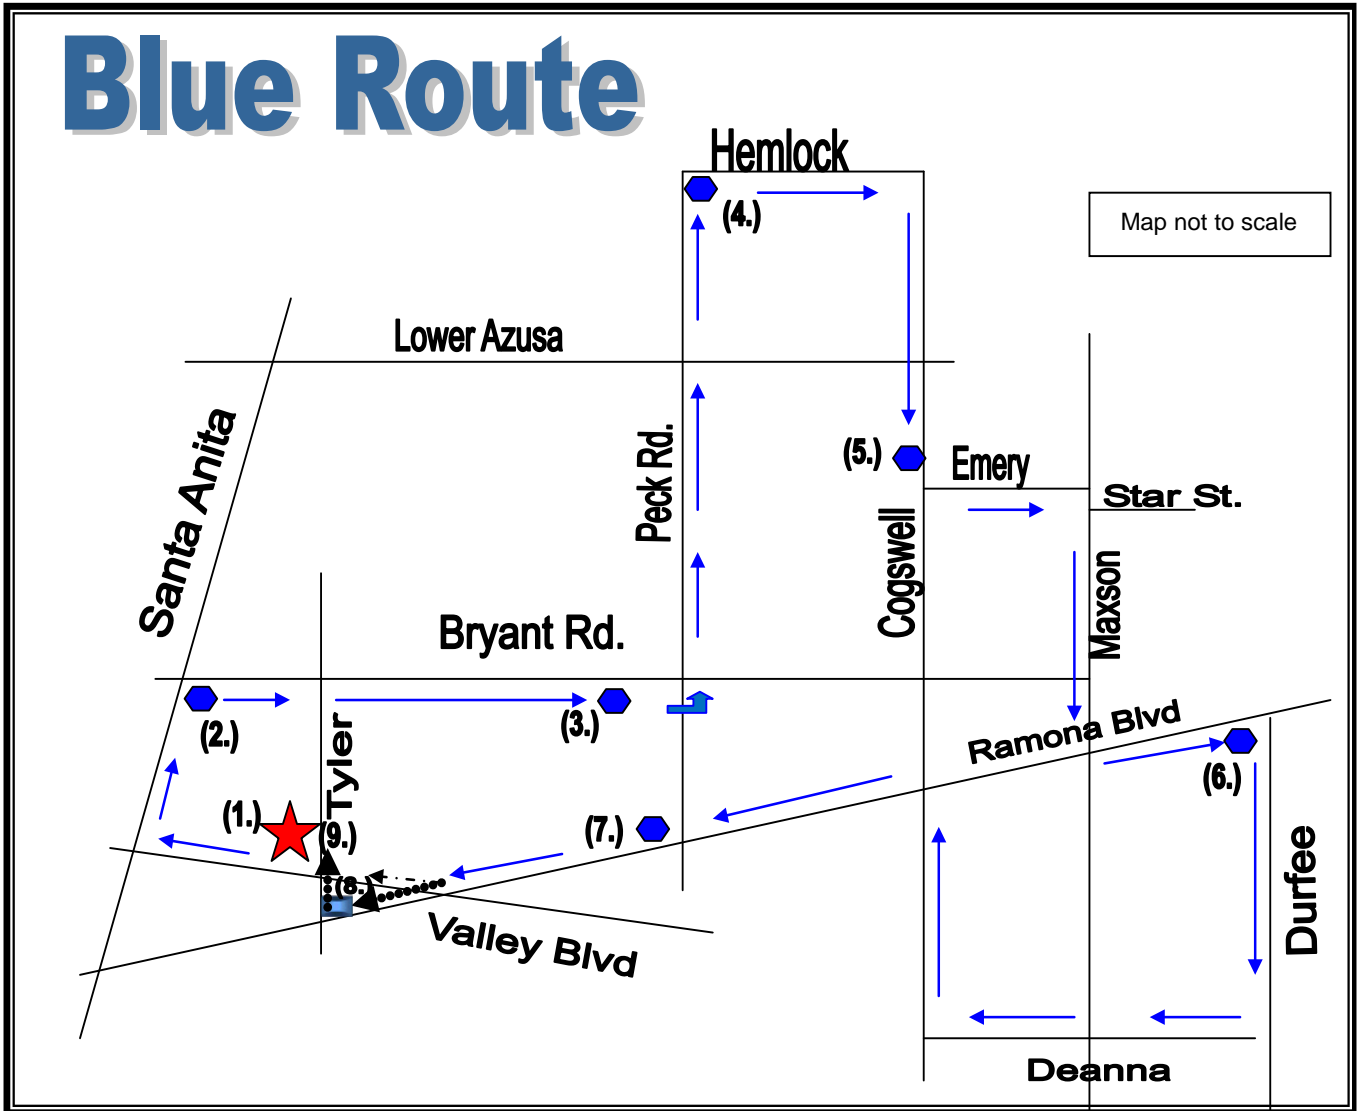 Blue Route
Hemlock
(4.)
Map not to scale
Lower Azusa
Santa Anita
Peck Rd.
(5.)
Emery
Star St.
Cogswell
Maxson
Bryant Rd.
(2.)
(3.)
Tyler
Ramona Blvd
(6.)
(1.)
(9.)
(7.)
(8.)
Valley Blvd
Durfee
Deanna